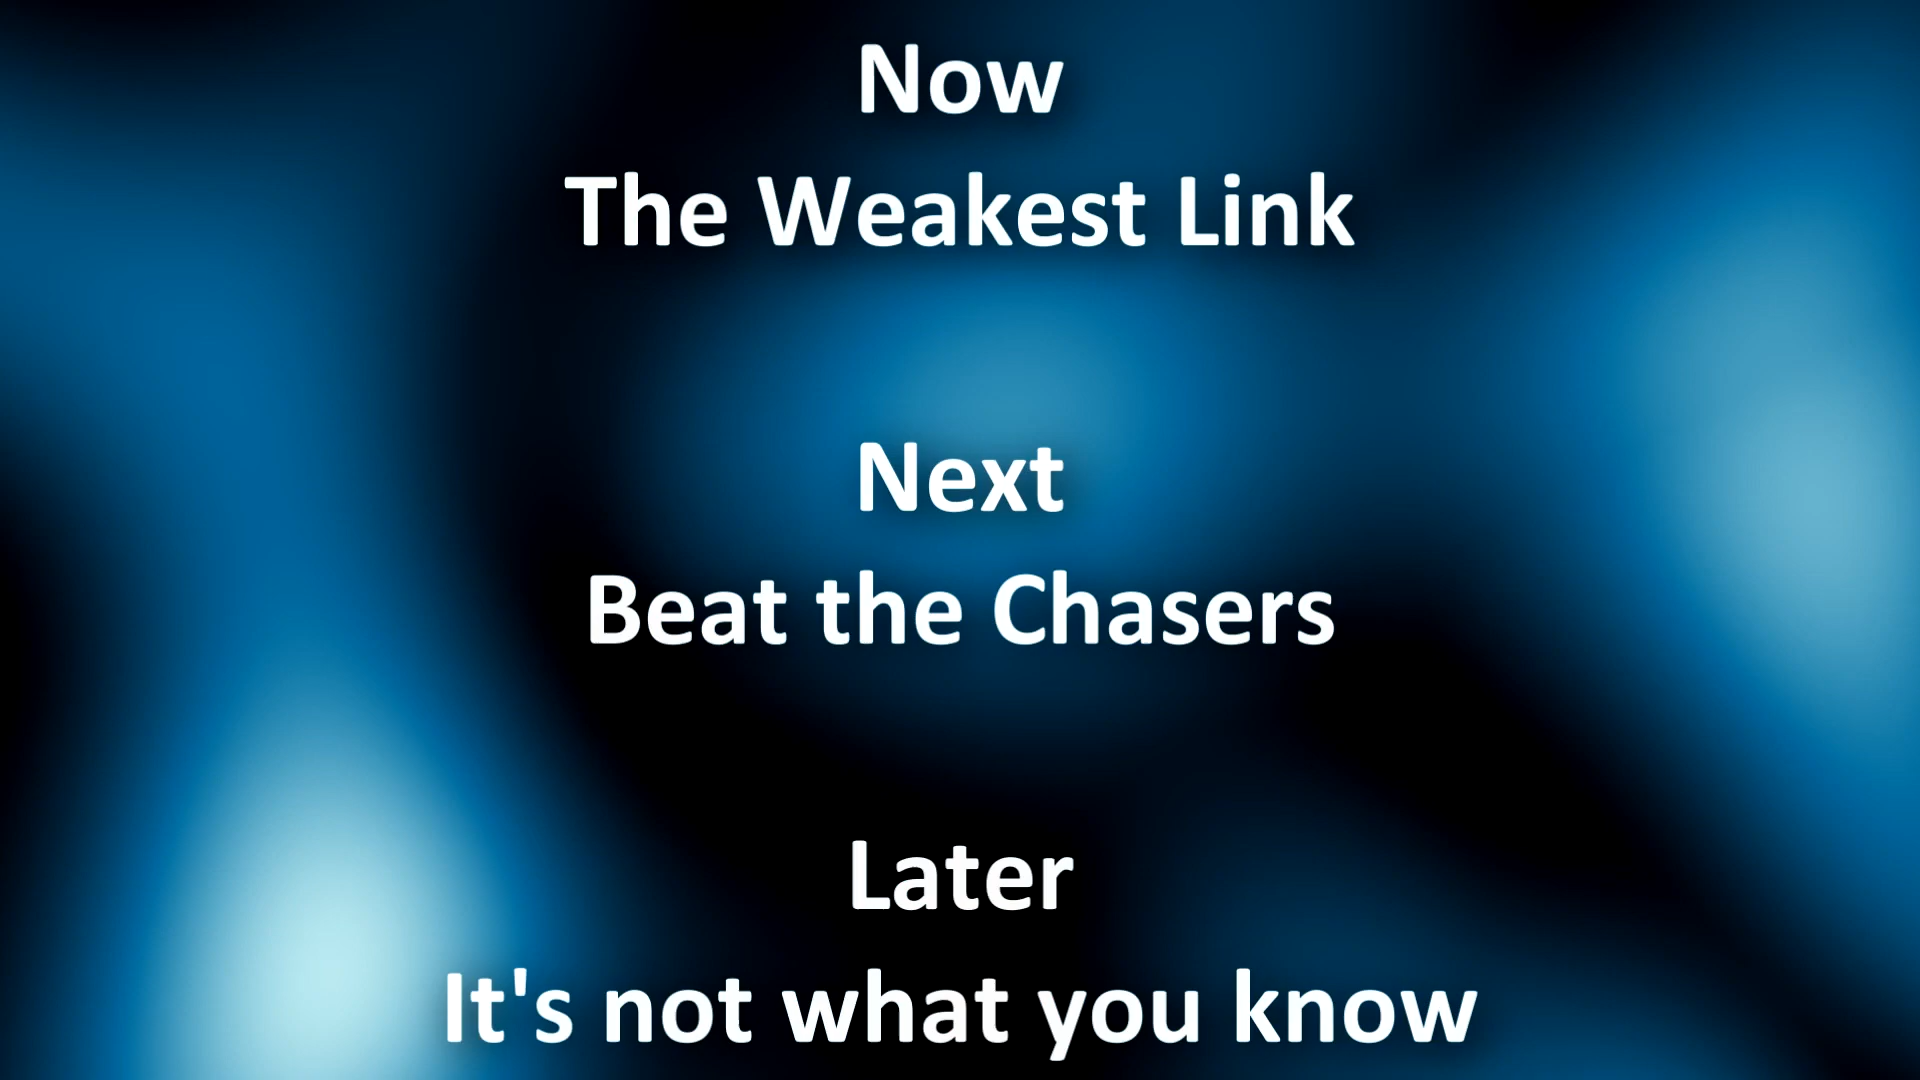 Now
The Weakest Link
Next
Beat the Chasers
Later
It's not what you know